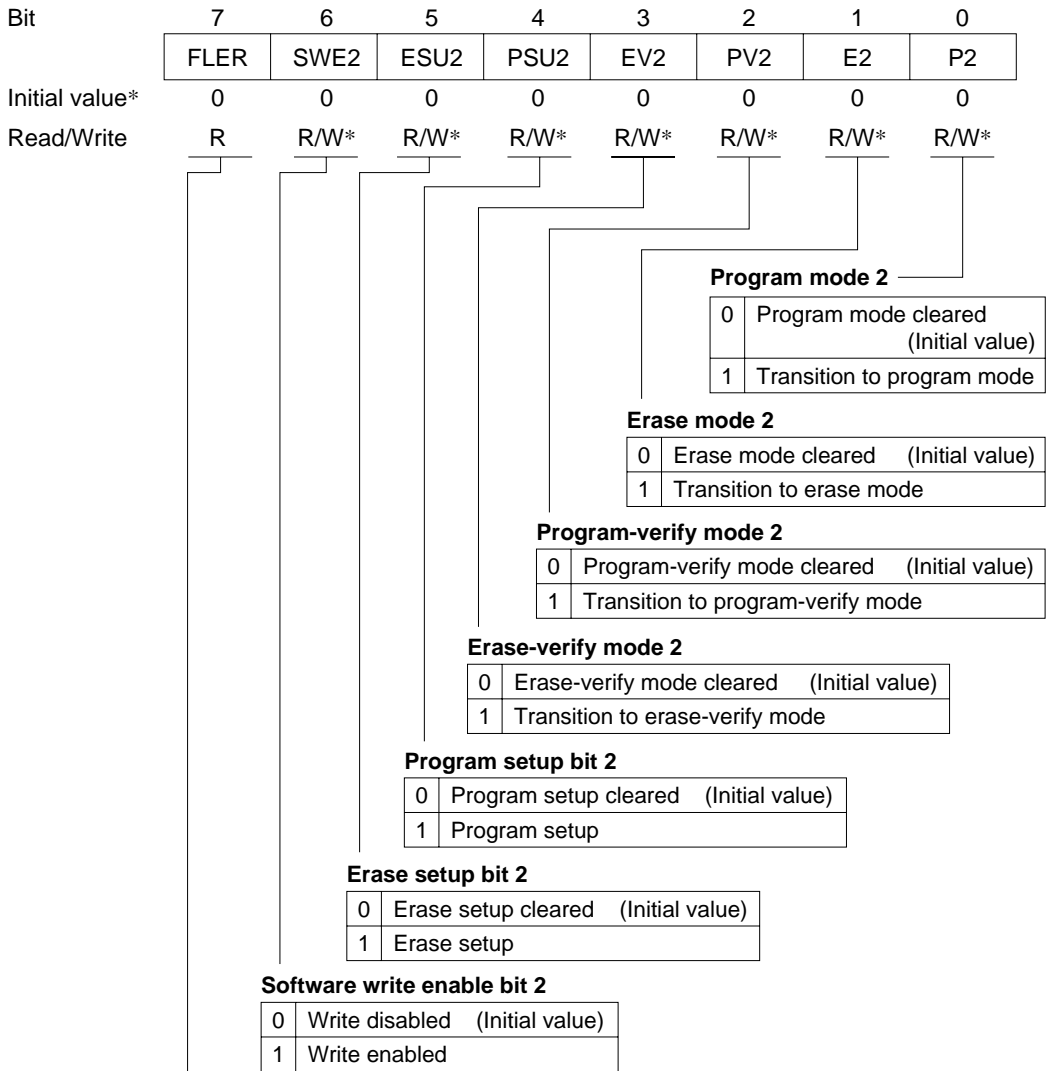 Bit 7 6 5 4 3 2 1 0
FLER SWE2 ESU2 PSU2 EV2 PV2 E2 P2
Initial value* 0 0 0 0 0 0 0 0
Read/Write R R/W* R/W* R/W* R/W* R/W* R/W* R/W*
Program mode 2
0 Program mode cleared
(Initial value)
1 Transition to program mode
Erase mode 2
0 Erase mode cleared (Initial value)
1 Transition to erase mode
Program-verify mode 2
0 Program-verify mode cleared (Initial value)
1 Transition to program-verify mode
Erase-verify mode 2
0 Erase-verify mode cleared (Initial value)
1 Transition to erase-verify mode
Program setup bit 2
0 Program setup cleared (Initial value)
1 Program setup
Erase setup bit 2
0 Erase setup cleared (Initial value)
1 Erase setup
Software write enable bit 2
0 Write disabled (Initial value)
1 Write enabled